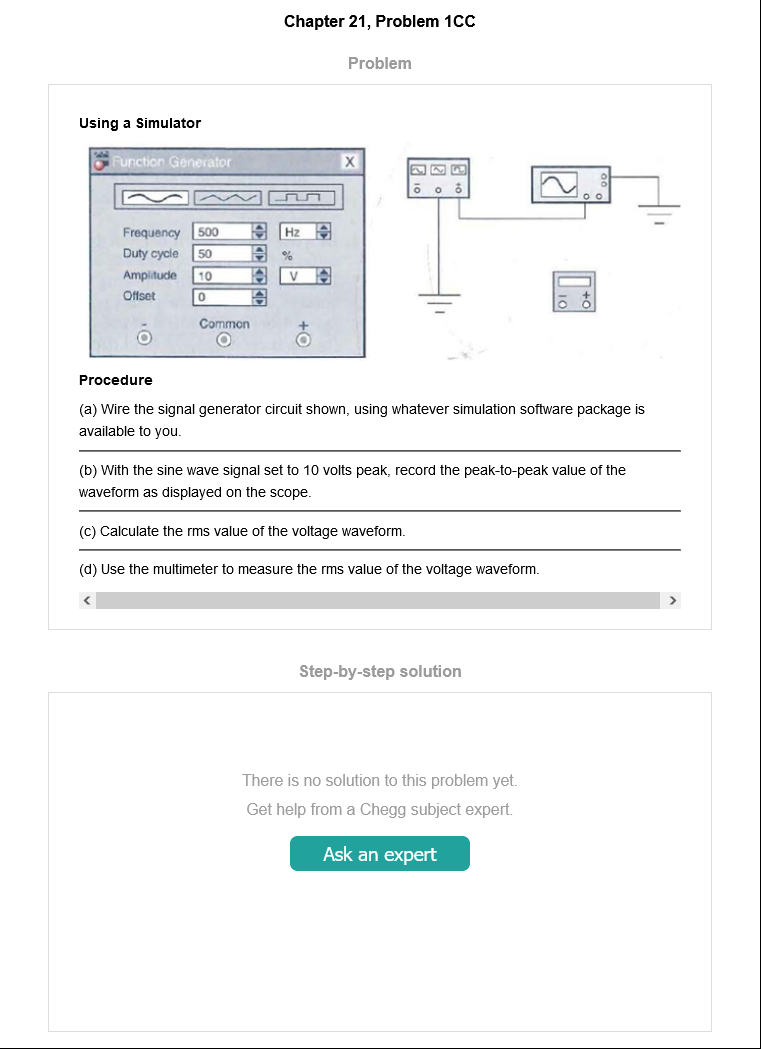 Chapter 21, Problem 1CC
Problem
Using a Simulator
Function Generator X
Frequency 500 Hz
Duty cycle 50 %
Amplitude 10 V
Offset 0
- Common +
- +
- +
Procedure
(a) Wire the signal generator circuit shown, using whatever simulation software package is
available to you.
(b) With the sine wave signal set to 10 volts peak, record the peak-to-peak value of the
waveform as displayed on the scope.
(c) Calculate the rms value of the voltage waveform.
(d) Use the multimeter to measure the rms value of the voltage waveform.
Step-by-step solution
There is no solution to this problem yet.
Get help from a Chegg subject expert.
Ask an expert